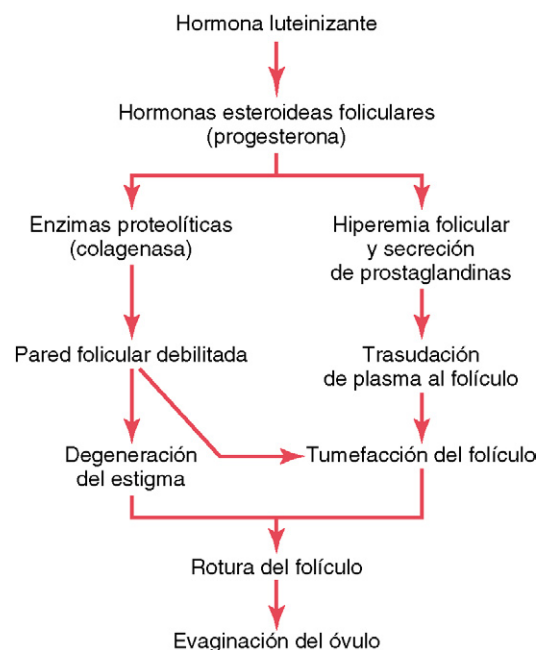 Hormona luteinizante
Hormonas esteroideas foliculares
(progesterona)
Enzimas proteolíticas
(colagenasa)
Hiperemia folicular
y secreción
de prostaglandinas
Pared folicular debilitada
Trasudación
de plasma al folículo
Degeneración
del estigma
Tumefacción del folículo
Rotura del folículo
Evaginación del óvulo